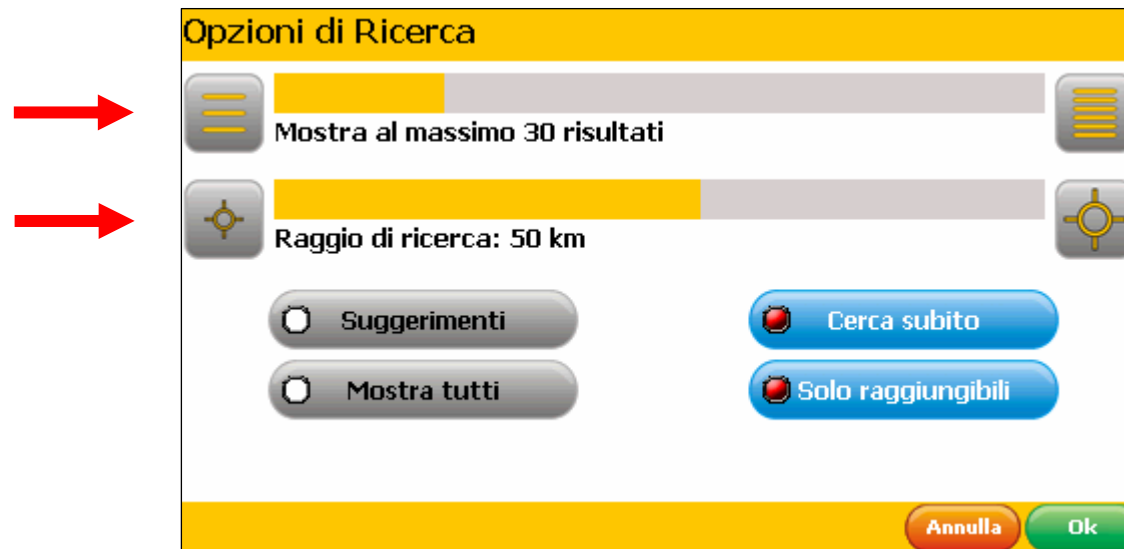 Opzioni di Ricerca
Mostra al massimo 30 risultati
Raggio di ricerca: 50 km
Suggerimenti
Cerca subito
Mostra tutti
Solo raggiungibili
Annulla
Ok